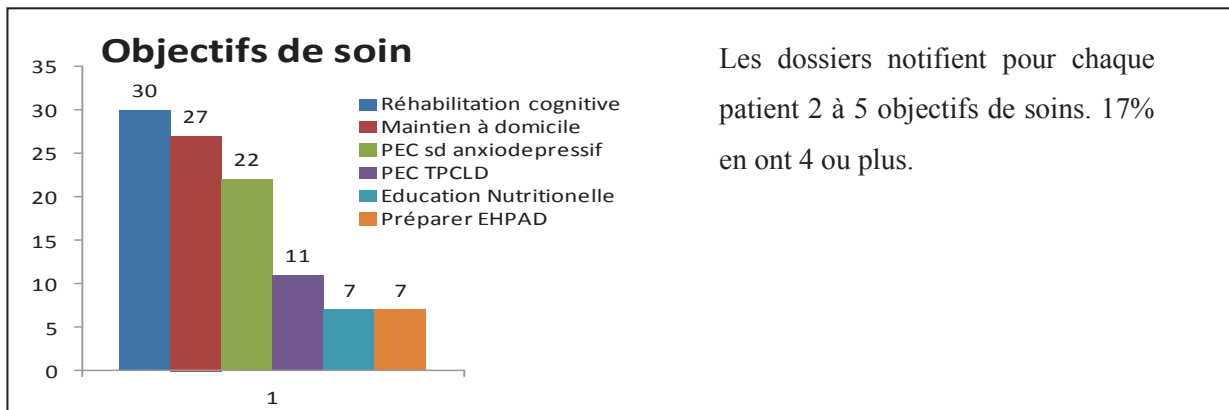 Objectifs de soin
35
30
25
20
15
10
5
0
30
27
22
11
7
7
1
Réhabilitation cognitive
Maintien à domicile
PEC sd anxiodepressif
PEC TPCLD
Education Nutritionelle
Préparer EHPAD
Les dossiers notifient pour chaque
patient 2 à 5 objectifs de soins. 17%
en ont 4 ou plus.